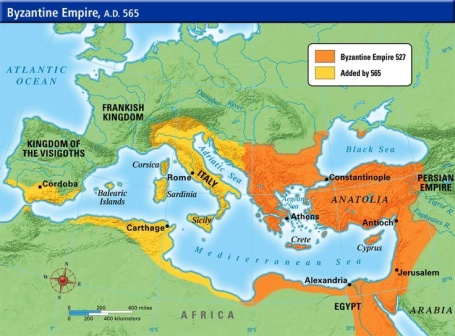 Byzantine Empire, A.D. 565
Byzantine Empire 527
Added by 565
ATLANTIC
OCEAN
FRANKISH
KINGDOM
KINGDOM OF
THE VISIGOTHS
Danube River
Black Sea
Corsica
Rome
ITALY
Adriatic Sea
Constantinople
PERSIAN
EMPIRE
Córdoba
Balearic
Islands
Sardinia
ANATOLIA
Aegean
Sea
Tigris R.
Euphrates R.
Sicily
Athens
Antioch
Carthage
Crete
Cyprus
Mediterranean Sea
Jerusalem
Alexandria
EGYPT
ARABIA
AFRICA
N
W
E
S
0 200 400 miles
0 200 400 kilometers